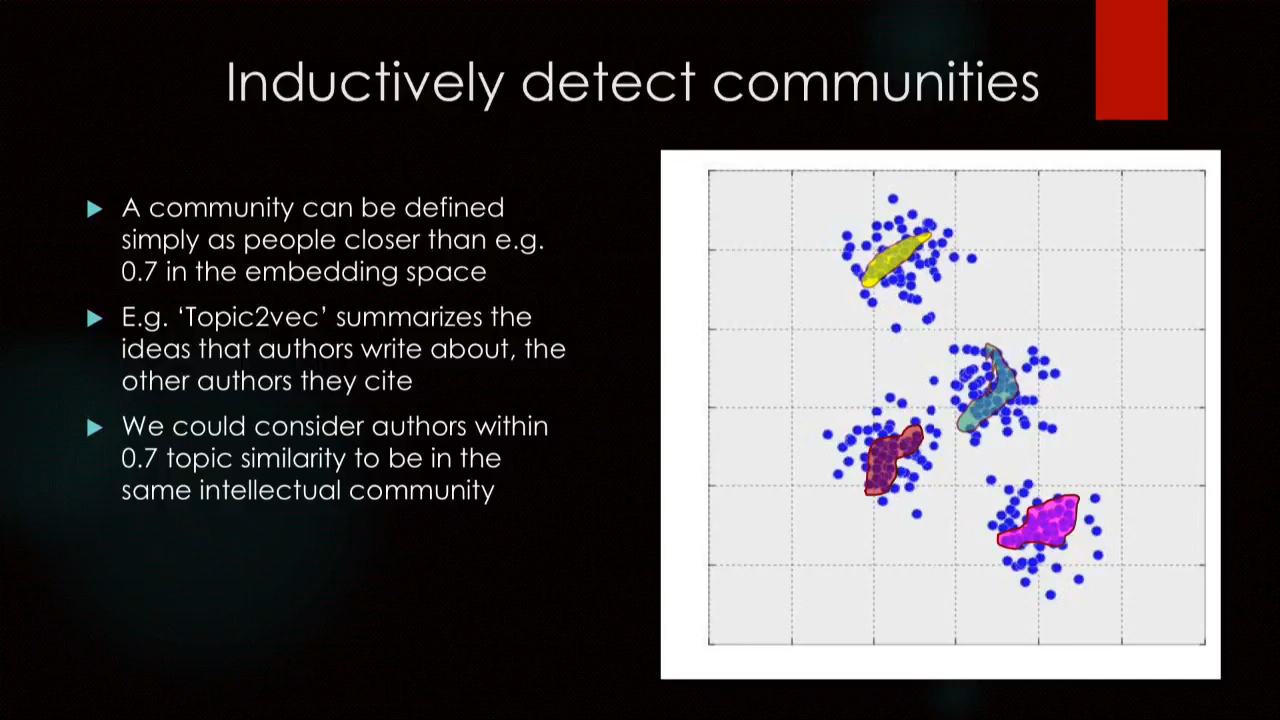 Inductively detect communities
A community can be defined
simply as people closer than e.g.
0.7 in the embedding space
E.g. ‘Topic2vec’ summarizes the
ideas that authors write about, the
other authors they cite
We could consider authors within
0.7 topic similarity to be in the
same intellectual community